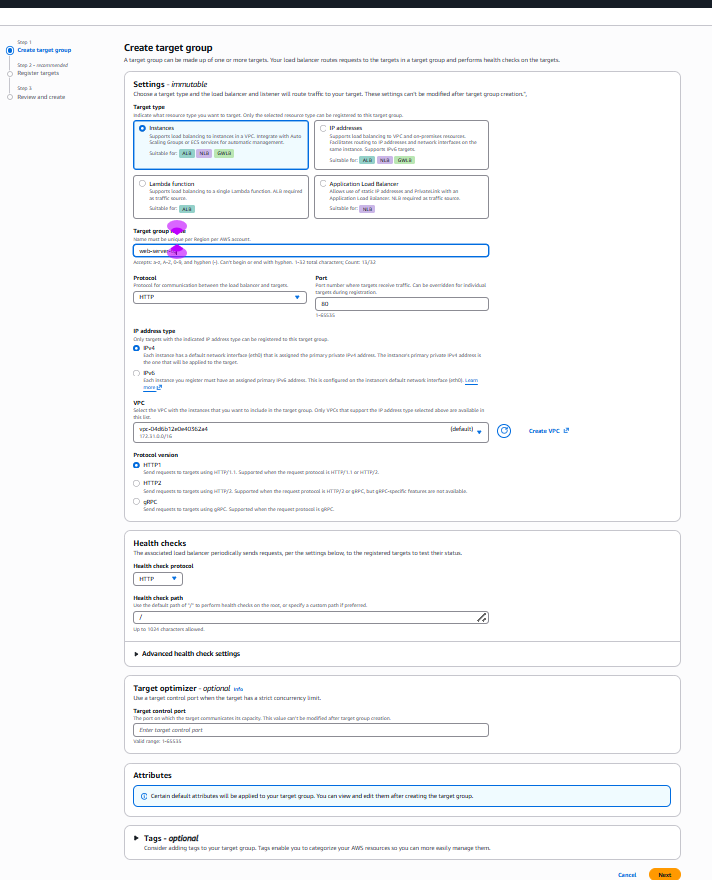 Step 1
Create target group
Step 2 - recommended
Register targets
Step 3
Review and create
Create target group
A target group can be made up of one or more targets. Your load balancer routes requests to the targets in a target group and performs health checks on the targets.
Settings - immutable
Choose a target type and the load balancer and listener will route traffic to your target. These settings can't be modified after target group creation.",
Target type
Indicate what resource type you want to target. Only the selected resource type can be registered to this target group.
Instances
Supports load balancing to instances in a VPC. Integrate with Auto
Scaling Groups or ECS services for automatic management.
Suitable for: ALB NLB GWLB
IP addresses
Supports load balancing to VPC and on-premises resources.
Facilitates routing to IP addresses and network interfaces on the
same instance. Supports IPv6 targets.
Suitable for: ALB NLB GWLB
Lambda function
Supports load balancing to a single Lambda function. ALB required
as traffic source.
Suitable for: ALB
Application Load Balancer
Allows use of static IP addresses and PrivateLink with an
Application Load Balancer. NLB required as traffic source.
Suitable for: NLB
Target group
Name must be unique per Region per AWS account.
Accepts: a-z, A-Z, 0-9, and hyphen (-). Can't begin or end with hyphen. 1-32 total characters; Count: 15/32
Protocol
Protocol for communication between the load balancer and targets.
HTTP
Port
Port number where targets receive traffic. Can be overridden for individual
targets during registration.
80
1-65535
IP address type
Only targets with the indicated IP address type can be registered to this target group.
IPv4
Each instance has a default network interface (eth0) that is assigned the primary private IPv4 address. The instance's primary private IPv4 address is
the one that will be applied to the target.
IPv6
Each instance you register must have an assigned primary IPv6 address. This is configured on the instance's default network interface (eth0). Learn
more
VPC
Select the VPC with the instances that you want to include in the target group. Only VPCs that support the IP address type selected above are available in
this list.
(default)
172.31.0.0/16
Create VPC
Protocol version
HTTP1
Send requests to targets using HTTP/1.1. Supported when the request protocol is HTTP/1.1 or HTTP/2.
HTTP2
Send requests to targets using HTTP/2. Supported when the request protocol is HTTP/2 or gRPC, but gRPC-specific features are not available.
gRPC
Send requests to targets using gRPC. Supported when the request protocol is gRPC.
Health checks
The associated load balancer periodically sends requests, per the settings below, to the registered targets to test their status.
Health check protocol
HTTP
Health check path
Use the default path of "/" to perform health checks on the root, or specify a custom path if preferred.
/
Up to 1024 characters allowed.
Advanced health check settings
Target optimizer - optional Info
Use a target control port when the target has a strict concurrency limit.
Target control port
The port on which the target communicates its capacity. This value can't be modified after target group creation.
Enter target control port
Valid range: 1-65535
Attributes
Certain default attributes will be applied to your target group. You can view and edit them after creating the target group.
Tags - optional
Consider adding tags to your target group. Tags enable you to categorize your AWS resources so you can more easily manage them.
Cancel
Next